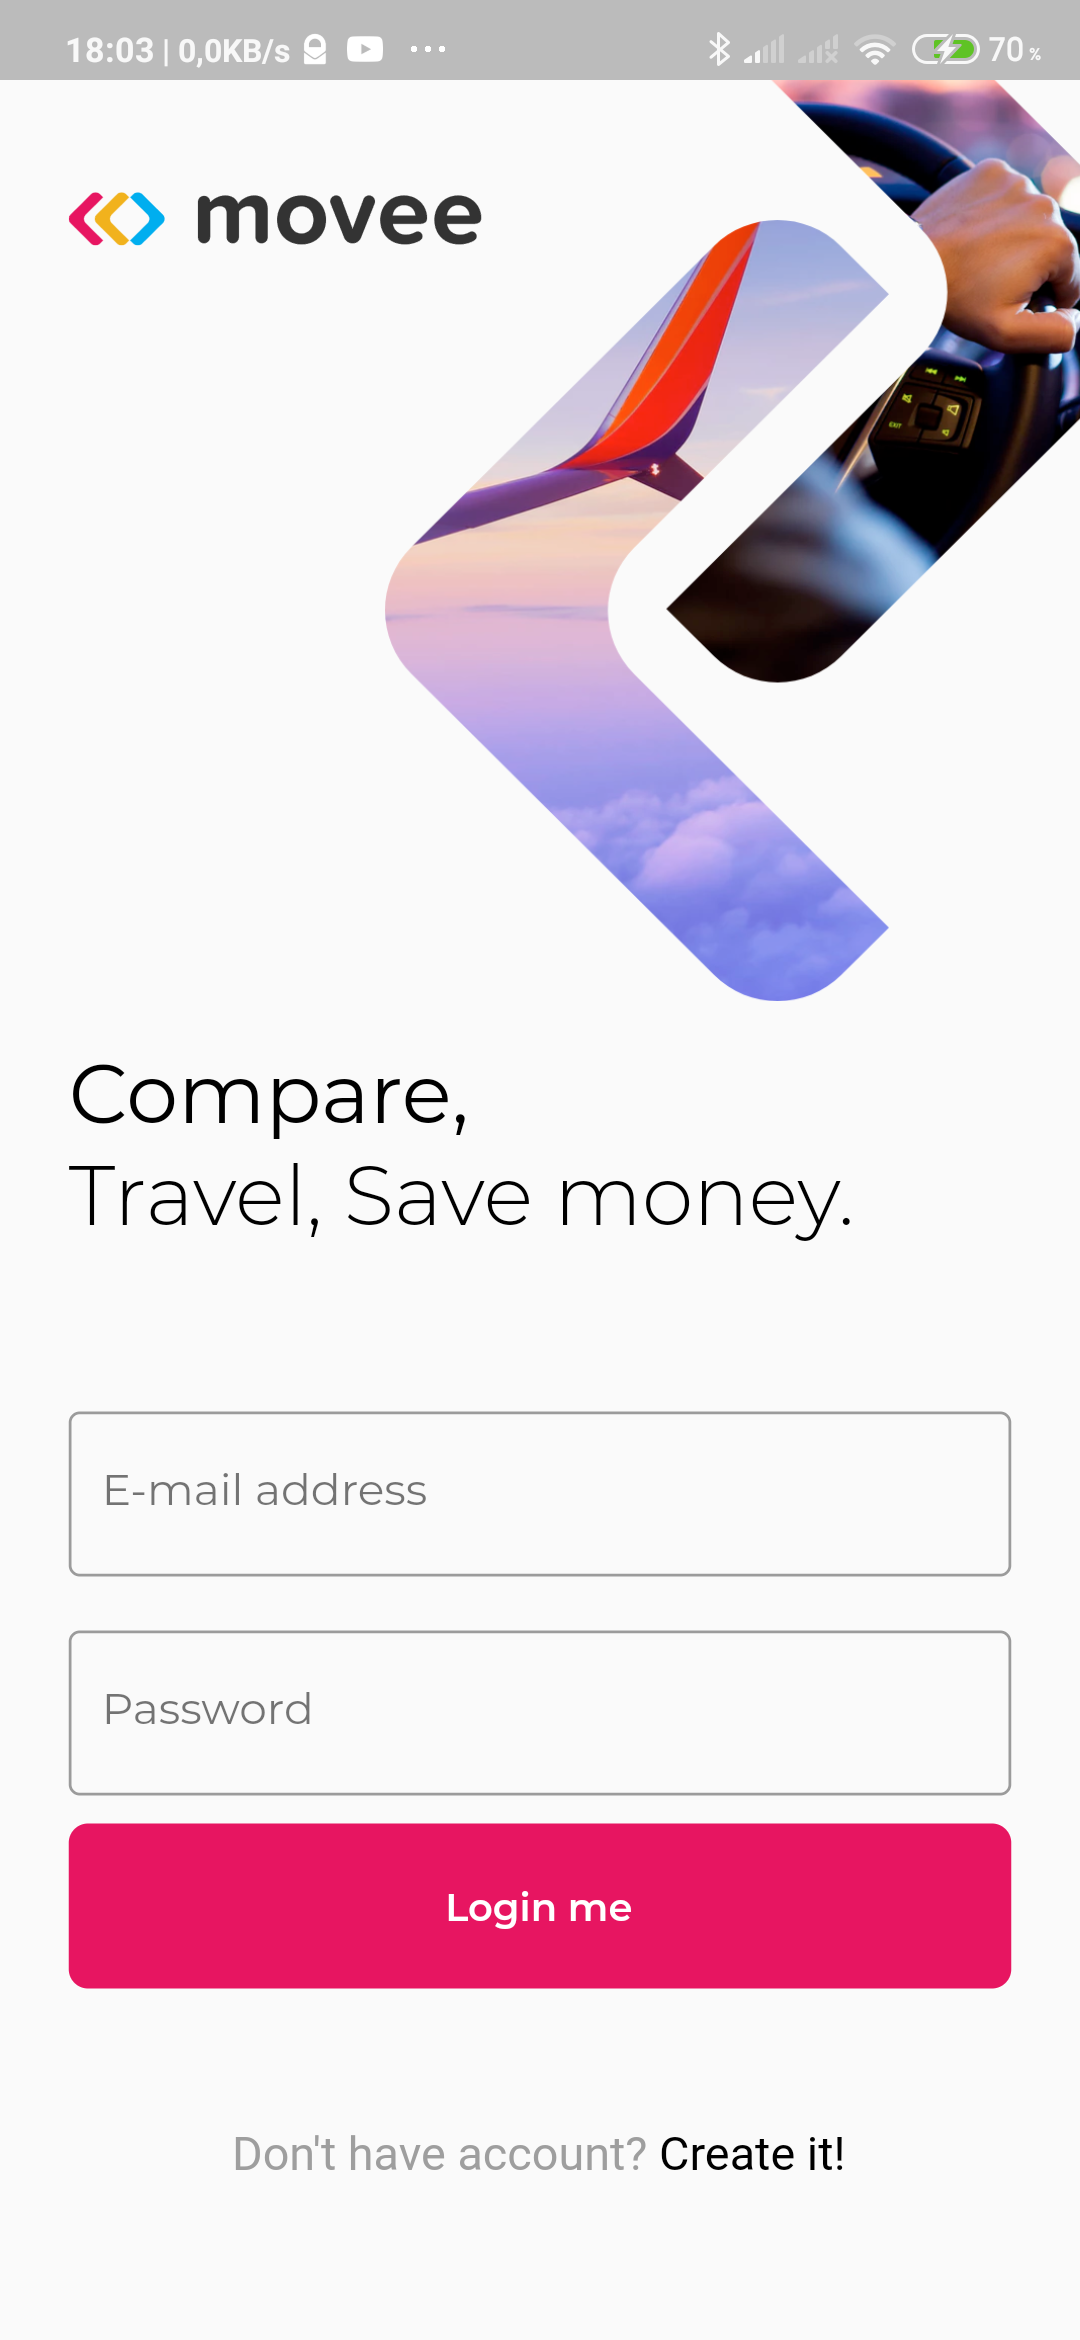 18:03 | 0,0KB/s
70 %
movee
EXIT
Compare,
Travel, Save money.
E-mail address
Password
Login me
Don't have account? Create it!